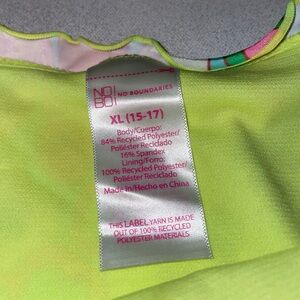 NO
BO
NO BOUNDARIES
XL (15-17)
Body/Cuerpo:
84% Recycled Polyester/
Poliéster Reciclado
16% Spandex
Lining/Forro:
100% Recycled Polyester/
Poliéster Reciclado
Made in/Hecho en China
THIS LABEL YARN IS MADE
OUT OF 100% RECYCLED
POLYESTER MATERIALS